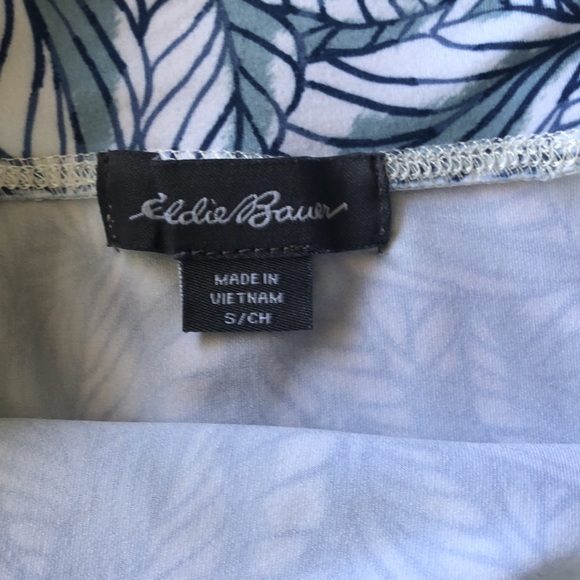 Eddie Bauer
MADE IN
VIETNAM
S/CH